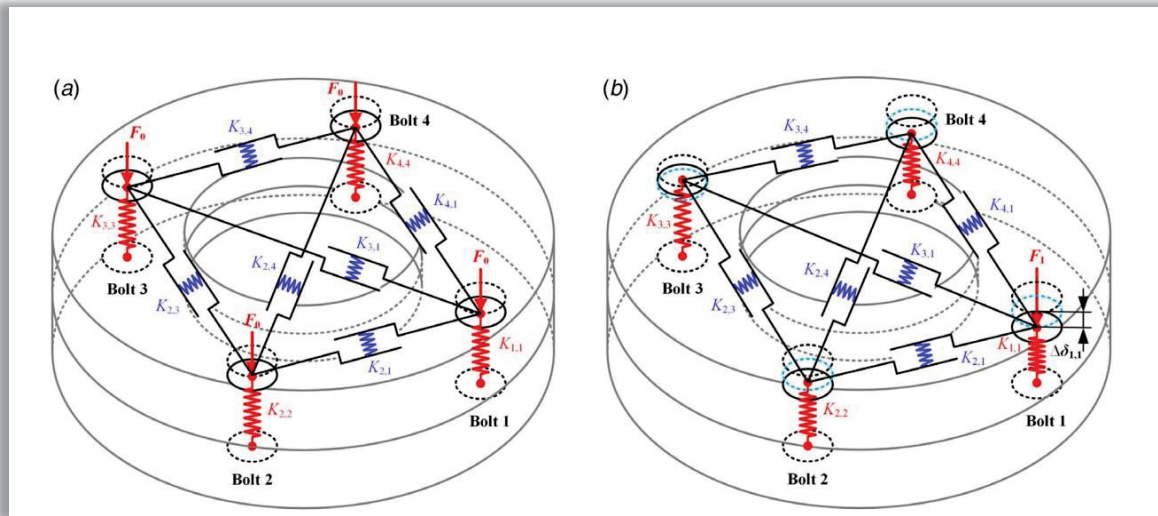 (a)
F₀
Bolt 4
K₃,₄
F₀
K₄,₄
K₄,₁
K₃,₃
K₃,₁
F₀
K₂,₄
Bolt 3
K₂,₃
F₀
K₁,₁
K₂,₁
K₂,₂
Bolt 1
Bolt 2
(b)
Bolt 4
K₃,₄
K₄,₄
K₄,₁
K₃,₃
K₃,₁
F₁
K₂,₄
Bolt 3
K₂,₃
K₁,₁
Δδ₁,₁
K₂,₁
K₂,₂
Bolt 1
Bolt 2